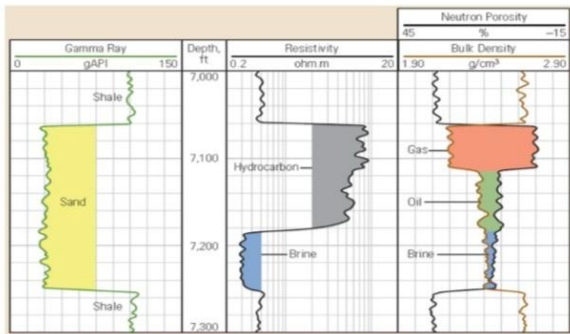 Neutron Porosity
45 % –15
Gamma Ray Depth, Resistivity Bulk Density
0 gAPI 150 ft 0.2 ohm.m 20 1.90 g/cm³ 2.90
7,000
Shale
Gas
7,100
Hydrocarbon
Sand
Oil
7,200
Brine
Brine
Shale
7,300